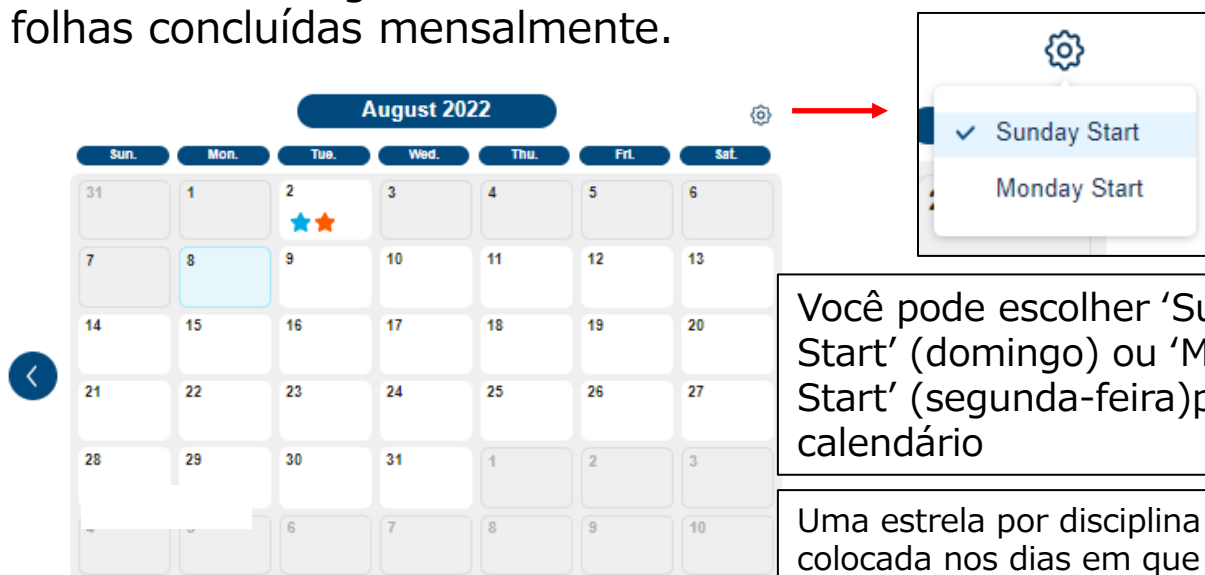 folhas concluídas mensalmente.
August 2022
Sun. Mon. Tue. Wed. Thu. Fri. Sat.
31 1 2 3 4 5 6
7 8 9 10 11 12 13
14 15 16 17 18 19 20
21 22 23 24 25 26 27
28 29 30 31 1 2 3
6 7 8 9 10
Sunday Start
Monday Start
Você pode escolher ‘Su
Start’ (domingo) ou ‘M
Start’ (segunda-feira)p
calendário
Uma estrela por disciplina
colocada nos dias em que